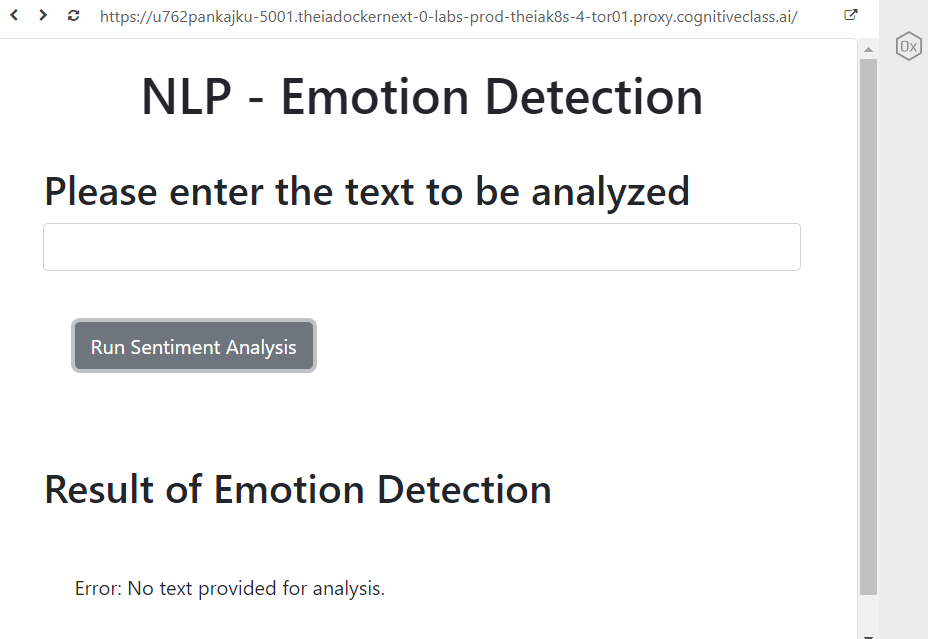 https://u762pankajku-5001.theiadockernext-0-labs-prod-theiak8s-4-tor01.proxy.cognitiveclass.ai/
0x
NLP - Emotion Detection
Please enter the text to be analyzed
Run Sentiment Analysis
Result of Emotion Detection
Error: No text provided for analysis.